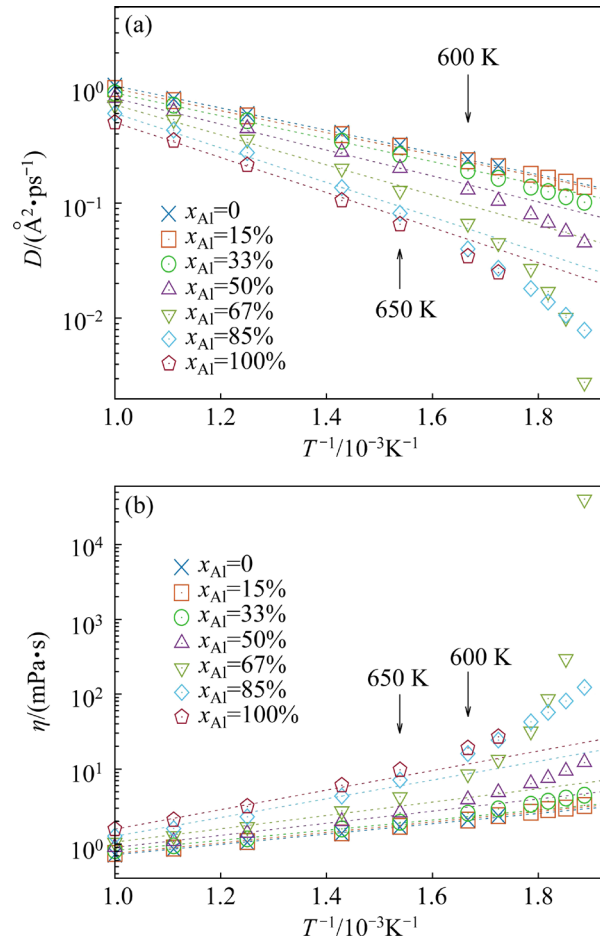 (a)
600 K
10⁰
10⁻¹
10⁻²
D/(Å²•ps⁻¹)
x_Al=0
x_Al=15%
x_Al=33%
x_Al=50%
x_Al=67%
x_Al=85%
x_Al=100%
650 K
1.0 1.2 1.4 1.6 1.8
T⁻¹/10⁻³K⁻¹
(b)
10⁴
10³
10²
10¹
10⁰
η/(mPa•s)
x_Al=0
x_Al=15%
x_Al=33%
x_Al=50%
x_Al=67%
x_Al=85%
x_Al=100%
650 K
600 K
1.0 1.2 1.4 1.6 1.8
T⁻¹/10⁻³K⁻¹